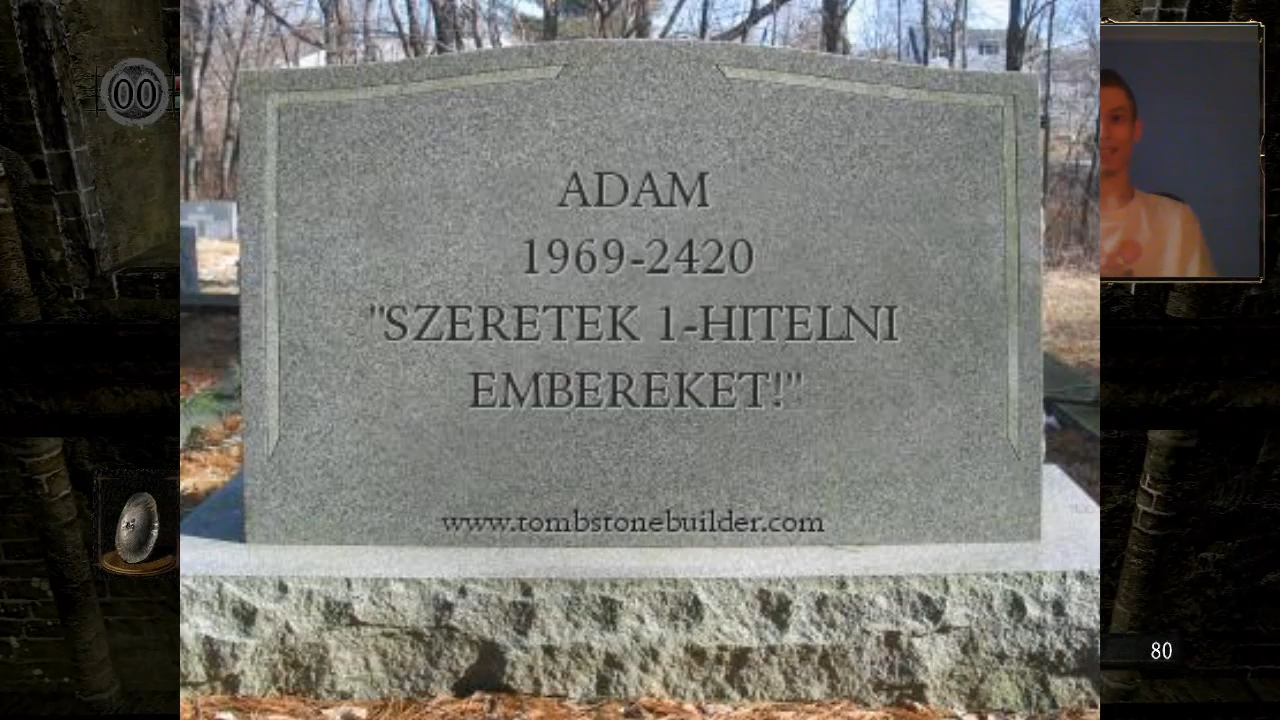 00
ADAM
1969-2420
"SZERETEK 1-HITELNI
EMBEREKET!"
www.tombstonebuilder.com
80